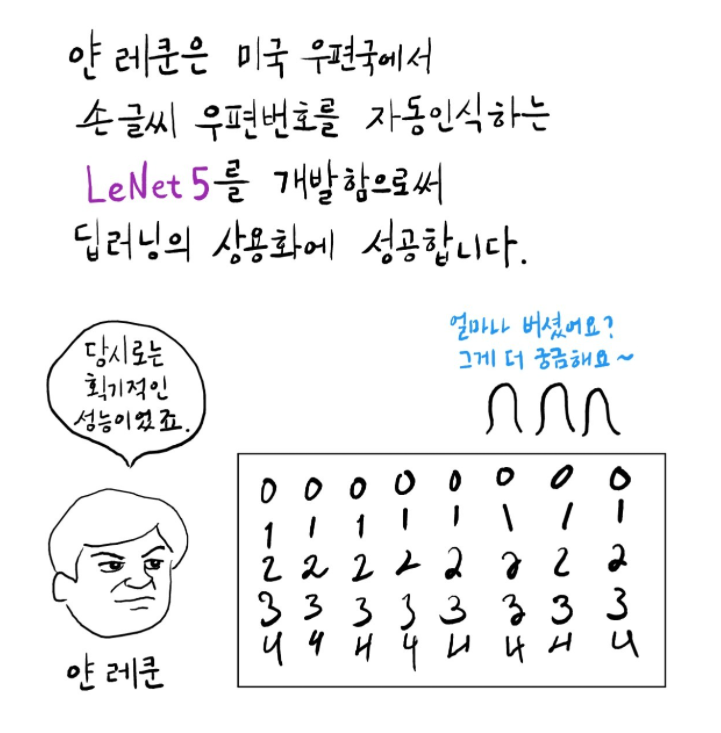 얀 레쿤은 미국 우편국에서
손글씨 우편번호를 자동인식하는
LeNet 5를 개발함으로써
딥러닝의 상용화에 성공합니다.
얼마나 버셨어요?
그게 더 궁금해요~
당시로는
획기적인
성능이었죠.
0 0 0 0 0 0 0 0
1 1 1 1 1 1 1 1
2 2 2 2 2 2 2 2
3 3 3 3 3 3 3 3
4 4 4 4 4 4 4 4
얀 레쿤